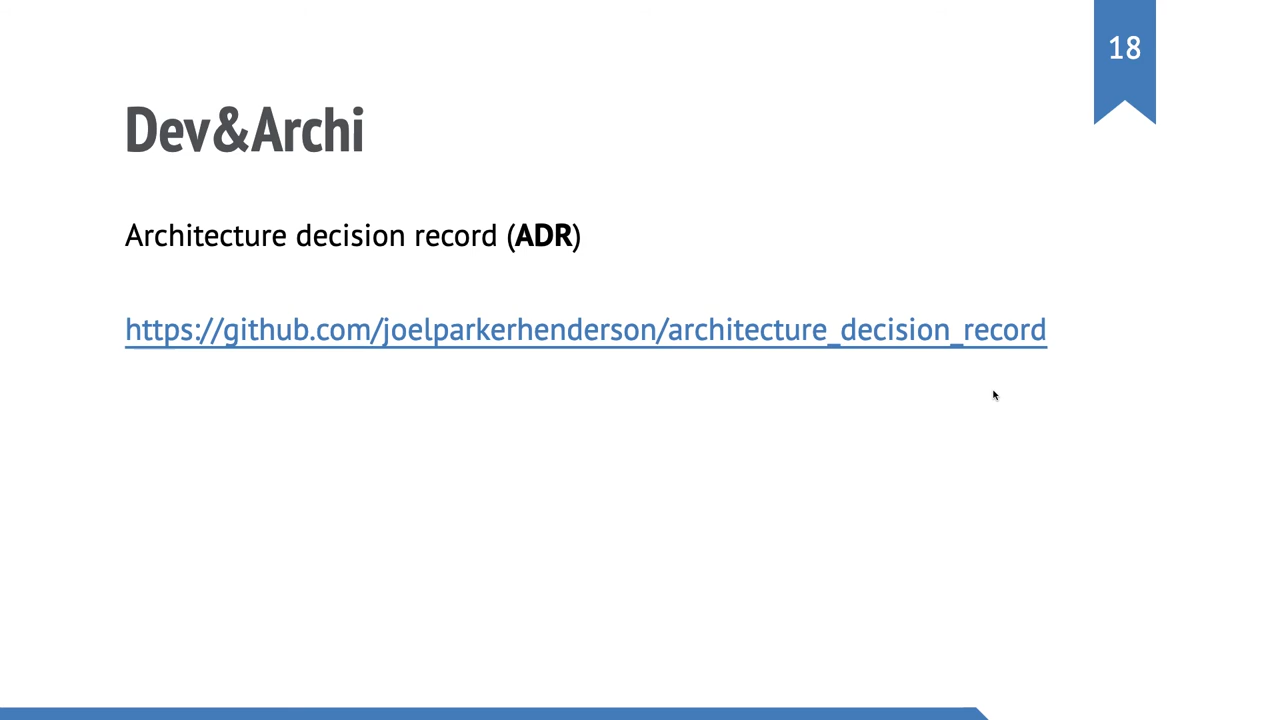 18
Dev&Archi
Architecture decision record (ADR)
https://github.com/joelparkerhenderson/architecture_decision_record